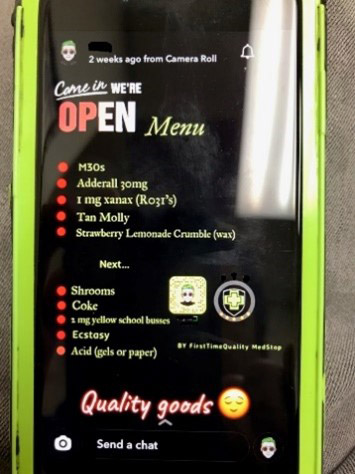 2 weeks ago from Camera Roll
Come in WE'RE
OPEN Menu
M30s
Adderall 30mg
1 mg xanax (R031's)
Tan Molly
Strawberry Lemonade Crumble (wax)
Next...
Shrooms
Coke
2 mg yellow school busses
Ecstasy
Acid (gels or paper)
BY FirstTimeQuality MedStop
Quality goods
Send a chat